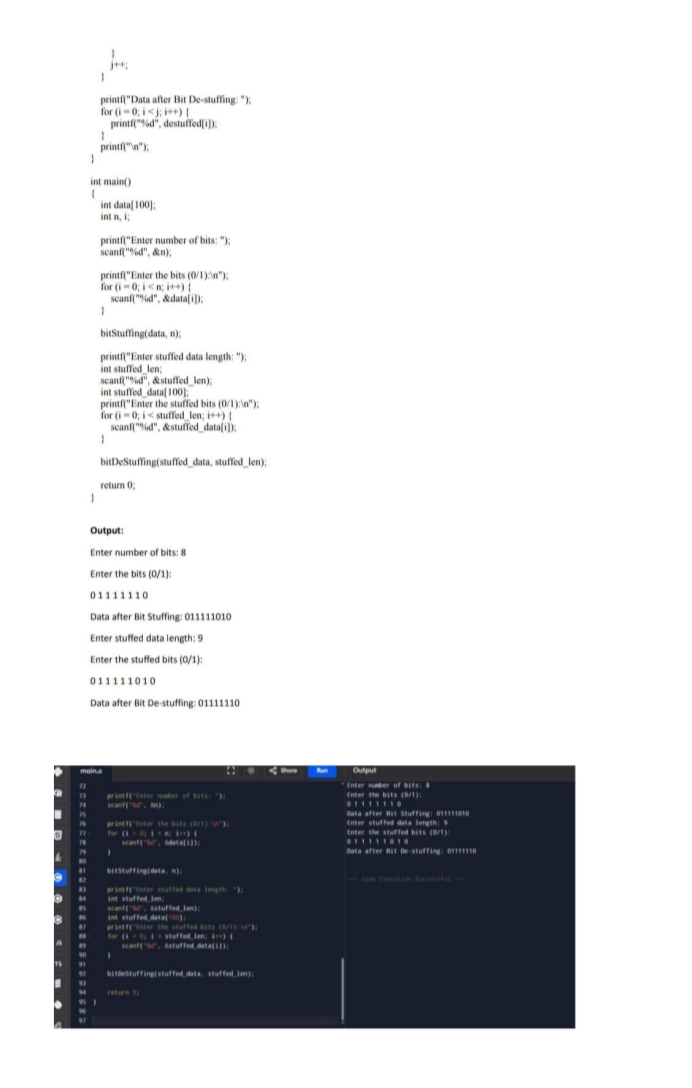 }
j++;
}
printf("Data after Bit De-stuffing: ");
for (i = 0; i < j; i++) {
printf("%d", destuffed[i]);
}
printf("\n");
}
int main()
{
int data[100];
int n, i;
printf("Enter number of bits: ");
scanf("%d", &n);
printf("Enter the bits (0/1):\n");
for (i = 0; i < n; i++) {
scanf("%d", &data[i]);
}
bitStuffing(data, n);
printf("Enter stuffed data length: ");
int stuffed_len;
scanf("%d", &stuffed_len);
int stuffed_data[100];
printf("Enter the stuffed bits (0/1):\n");
for (i = 0; i < stuffed_len; i++) {
scanf("%d", &stuffed_data[i]);
}
bitDeStuffing(stuffed_data, stuffed_len);
return 0;
}
Output:
Enter number of bits: 8
Enter the bits (0/1):
0 1 1 1 1 1 1 0
Data after Bit Stuffing: 011111010
Enter stuffed data length: 9
Enter the stuffed bits (0/1):
0 1 1 1 1 1 0 1 0
Data after Bit De-stuffing: 01111110
main.c
Share
Run
Output
72
73 printf("Enter number of bits: ");
74 scanf("%d", &n);
75
76 printf("Enter the bits (0/1):\n");
77 for (i = 0; i < n; i++) {
78 scanf("%d", &data[i]);
79 }
80
81 bitStuffing(data, n);
82
83 printf("Enter stuffed data length: ");
84 int stuffed_len;
85 scanf("%d", &stuffed_len);
86 int stuffed_data[100];
87 printf("Enter the stuffed bits (0/1):\n");
88 for (i = 0; i < stuffed_len; i++) {
89 scanf("%d", &stuffed_data[i]);
90 }
91
92 bitDeStuffing(stuffed_data, stuffed_len);
93
94 return 0;
95 }
96
97
Enter number of bits: 8
Enter the bits (0/1):
0 1 1 1 1 1 1 0
Data after Bit Stuffing: 011111010
Enter stuffed data length: 9
Enter the stuffed bits (0/1):
0 1 1 1 1 1 0 1 0
Data after Bit De-stuffing: 01111110
=== Code Execution Successful ===
JS
TS